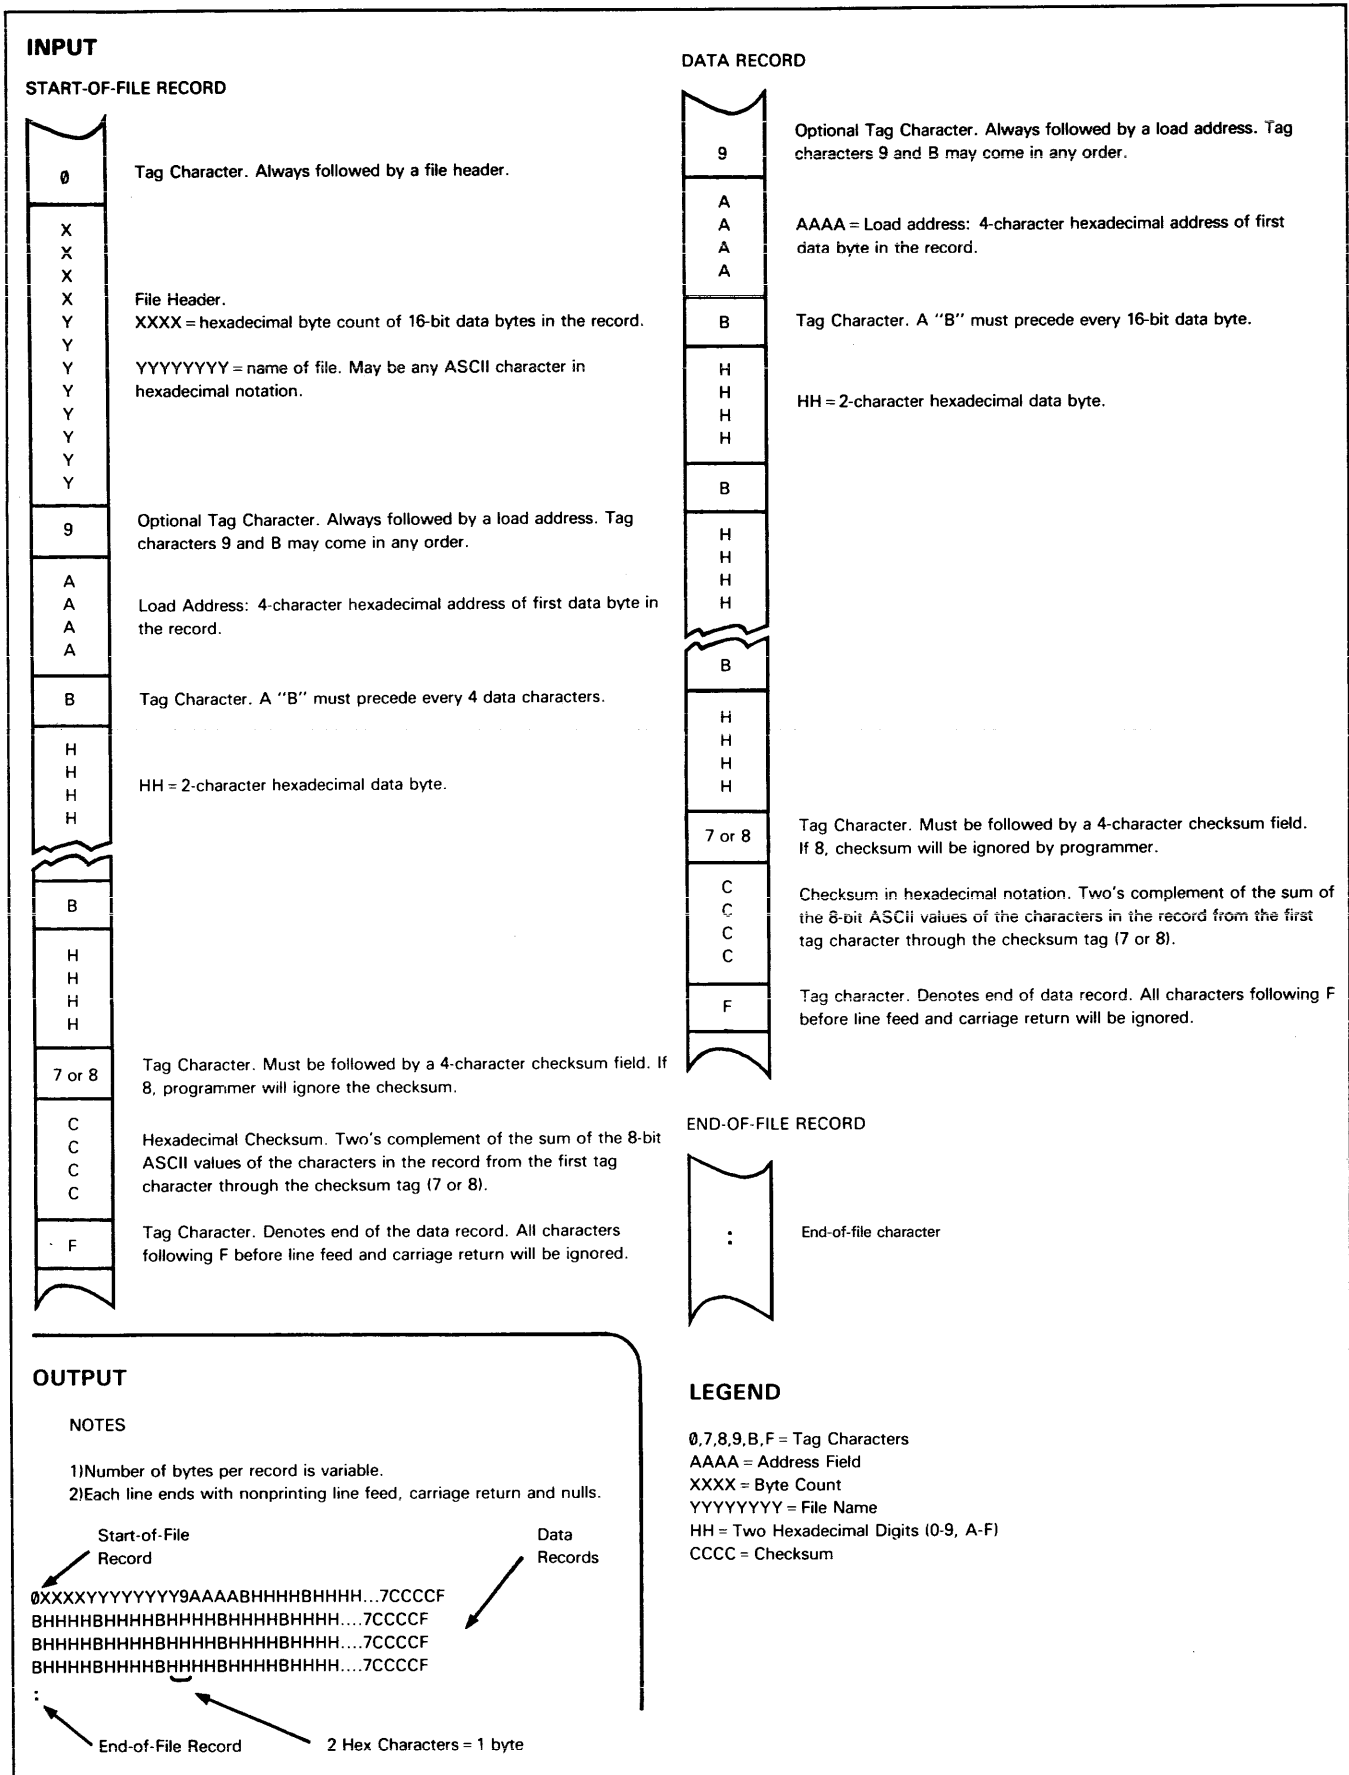 INPUT
START-OF-FILE RECORD
0
Tag Character. Always followed by a file header.
X
X
X
X
Y
Y
Y
Y
Y
Y
Y
Y
File Header.
XXXX = hexadecimal byte count of 16-bit data bytes in the record.
YYYYYYYY = name of file. May be any ASCII character in
hexadecimal notation.
9
Optional Tag Character. Always followed by a load address. Tag
characters 9 and B may come in any order.
A
A
A
A
Load Address: 4-character hexadecimal address of first data byte in
the record.
B
Tag Character. A "B" must precede every 4 data characters.
H
H
H
H
HH = 2-character hexadecimal data byte.
B
H
H
H
H
7 or 8
Tag Character. Must be followed by a 4-character checksum field. If
8, programmer will ignore the checksum.
C
C
C
C
Hexadecimal Checksum. Two's complement of the sum of the 8-bit
ASCII values of the characters in the record from the first tag
character through the checksum tag (7 or 8).
F
Tag Character. Denotes end of the data record. All characters
following F before line feed and carriage return will be ignored.
DATA RECORD
9
Optional Tag Character. Always followed by a load address. Tag
characters 9 and B may come in any order.
A
A
A
A
AAAA = Load address: 4-character hexadecimal address of first
data byte in the record.
B
Tag Character. A "B" must precede every 16-bit data byte.
H
H
H
H
HH = 2-character hexadecimal data byte.
B
H
H
H
H
B
H
H
H
H
7 or 8
Tag Character. Must be followed by a 4-character checksum field.
If 8, checksum will be ignored by programmer.
C
C
C
C
Checksum in hexadecimal notation. Two's complement of the sum of
the 8-bit ASCII values of the characters in the record from the first
tag character through the checksum tag (7 or 8).
F
Tag character. Denotes end of data record. All characters following F
before line feed and carriage return will be ignored.
END-OF-FILE RECORD
:
End-of-file character
OUTPUT
NOTES
1)Number of bytes per record is variable.
2)Each line ends with nonprinting line feed, carriage return and nulls.
Start-of-File
Record
Data
Records
0XXXXYYYYYYYY9AAAABHHHHBHHHH...7CCCCF
BHHHHBHHHHBHHHHBHHHHBHHHH....7CCCCF
BHHHHBHHHHBHHHHBHHHHBHHHH....7CCCCF
BHHHHBHHHHBHHHHBHHHHBHHHH....7CCCCF
:
End-of-File Record
2 Hex Characters = 1 byte
LEGEND
0,7,8,9,B,F = Tag Characters
AAAA = Address Field
XXXX = Byte Count
YYYYYYYY = File Name
HH = Two Hexadecimal Digits (0-9, A-F)
CCCC = Checksum